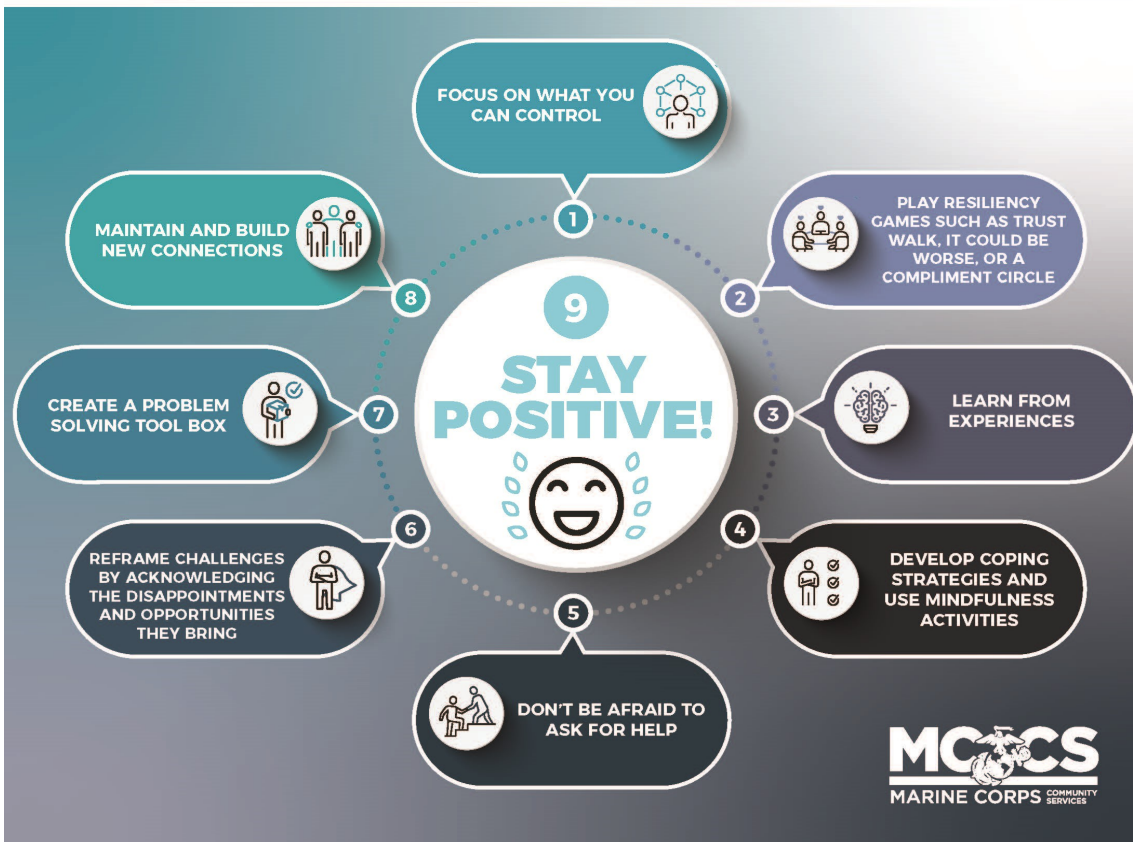 1
FOCUS ON WHAT YOU
CAN CONTROL
2
PLAY RESILIENCY
GAMES SUCH AS TRUST
WALK, IT COULD BE
WORSE, OR A
COMPLIMENT CIRCLE
3
LEARN FROM
EXPERIENCES
4
DEVELOP COPING
STRATEGIES AND
USE MINDFULNESS
ACTIVITIES
5
DON'T BE AFRAID TO
ASK FOR HELP
6
REFRAME CHALLENGES
BY ACKNOWLEDGING
THE DISAPPOINTMENTS
AND OPPORTUNITIES
THEY BRING
7
CREATE A PROBLEM
SOLVING TOOL BOX
8
MAINTAIN AND BUILD
NEW CONNECTIONS
9
STAY
POSITIVE!
MCCS
MARINE CORPS COMMUNITY
SERVICES